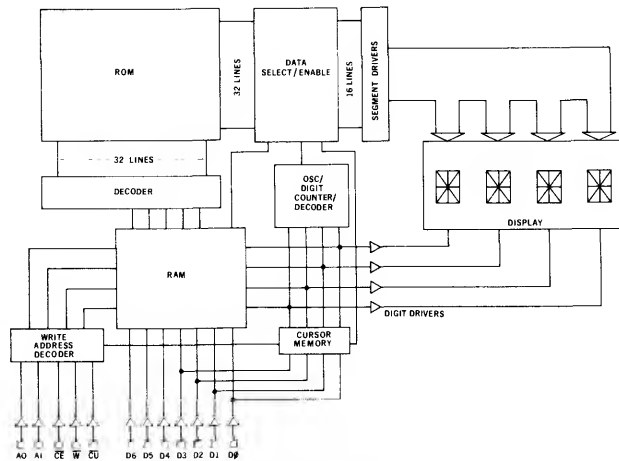 ROM
32 LINES
DATA
SELECT/ENABLE
16 LINES
SEGMENT DRIVERS
32 LINES
DECODER
OSC/
DIGIT
COUNTER/
DECODER
DISPLAY
RAM
DIGIT DRIVERS
WRITE
ADDRESS
DECODER
CURSOR
MEMORY
A0 A1 CE W CU D6 D5 D4 D3 D2 D1 DØ